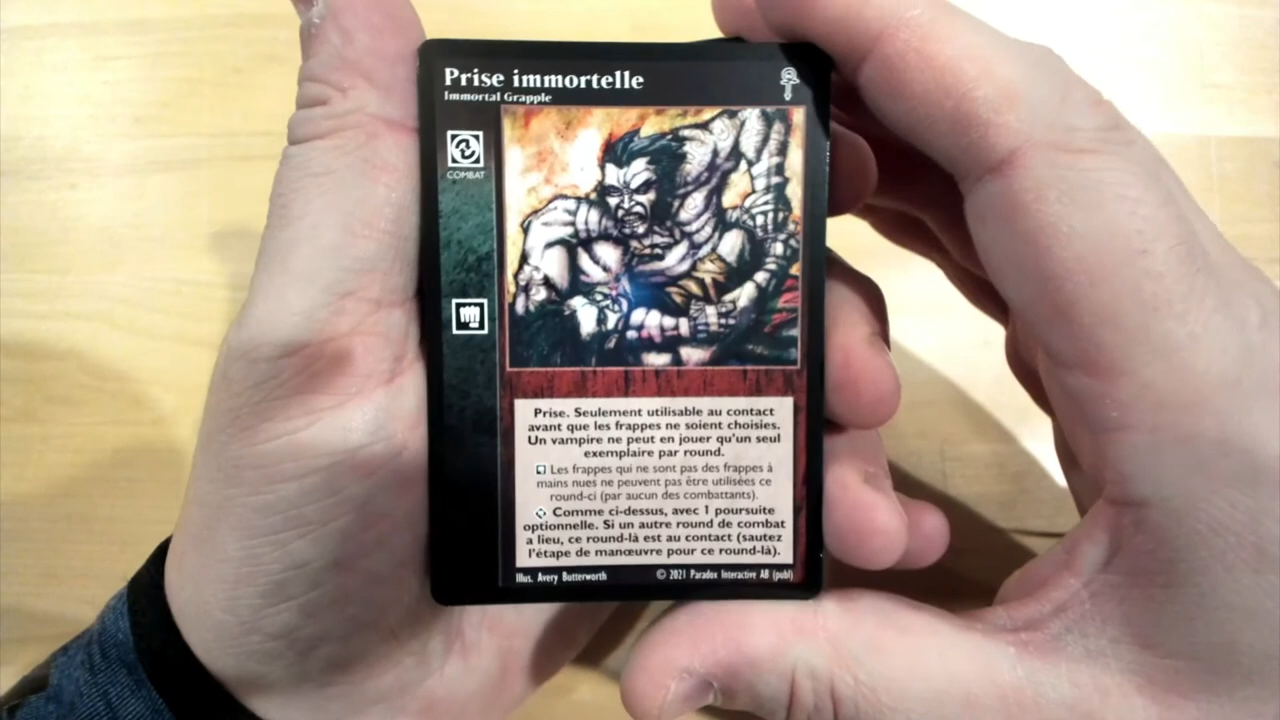 Prise immortelle
Immortal Grapple
COMBAT
Prise. Seulement utilisable au contact
avant que les frappes ne soient choisies.
Un vampire ne peut en jouer qu'un seul
exemplaire par round.
Les frappes qui ne sont pas des frappes à
mains nues ne peuvent pas être utilisées ce
round-ci (par aucun des combattants).
Comme ci-dessus, avec 1 poursuite
optionnelle. Si un autre round de combat
a lieu, ce round-là est au contact (sautez
l'étape de manœuvre pour ce round-là).
Illus. Avery Butterworth © 2021 Paradox Interactive AB (publ)